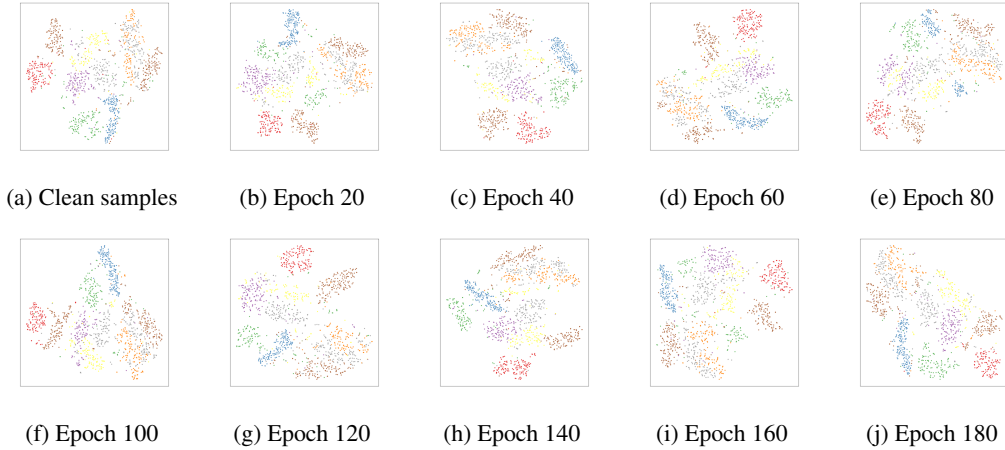 (a) Clean samples
(b) Epoch 20
(c) Epoch 40
(d) Epoch 60
(e) Epoch 80
(f) Epoch 100
(g) Epoch 120
(h) Epoch 140
(i) Epoch 160
(j) Epoch 180